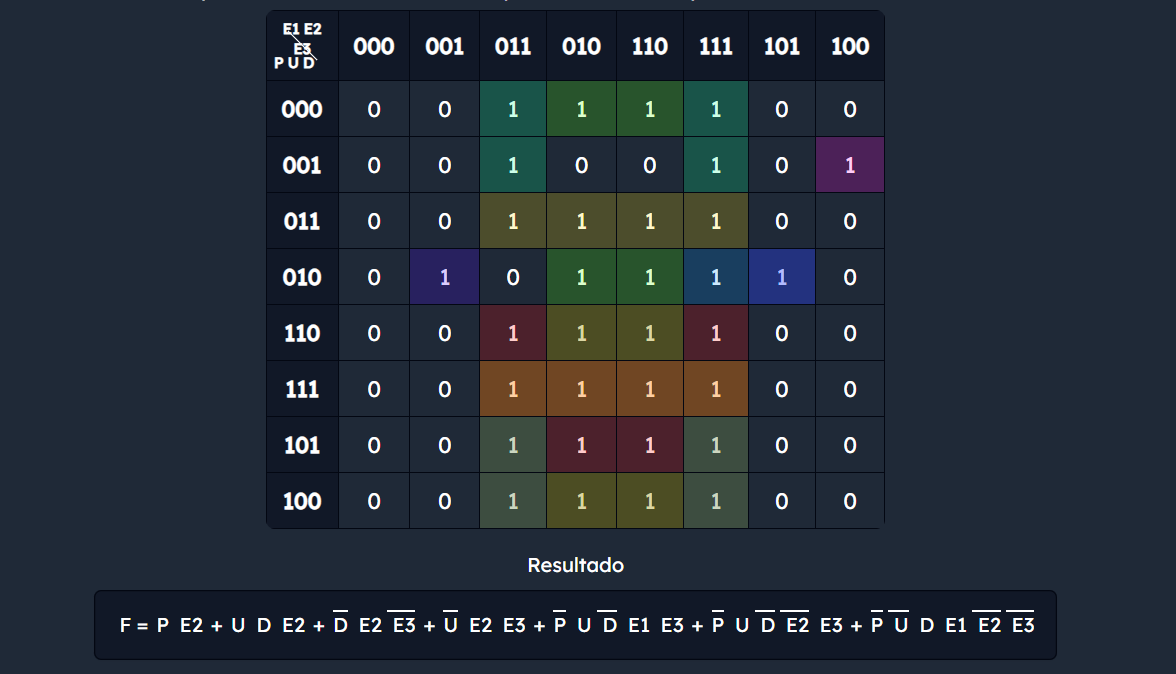 E1 E2
E3
P U D
000 001 011 010 110 111 101 100
000 0 0 1 1 1 1 0 0
001 0 0 1 0 0 1 0 1
011 0 0 1 1 1 1 0 0
010 0 1 0 1 1 1 1 0
110 0 0 1 1 1 1 0 0
111 0 0 1 1 1 1 0 0
101 0 0 1 1 1 1 0 0
100 0 0 1 1 1 1 0 0
Resultado
F = P E2 + U D E2 + D̅ E2 E̅3̅ + U̅ E2 E3 + P̅ U D̅ E1 E3 + P̅ U D̅ E̅2̅ E3 + P̅ U̅ D E1 E̅2̅ E̅3̅